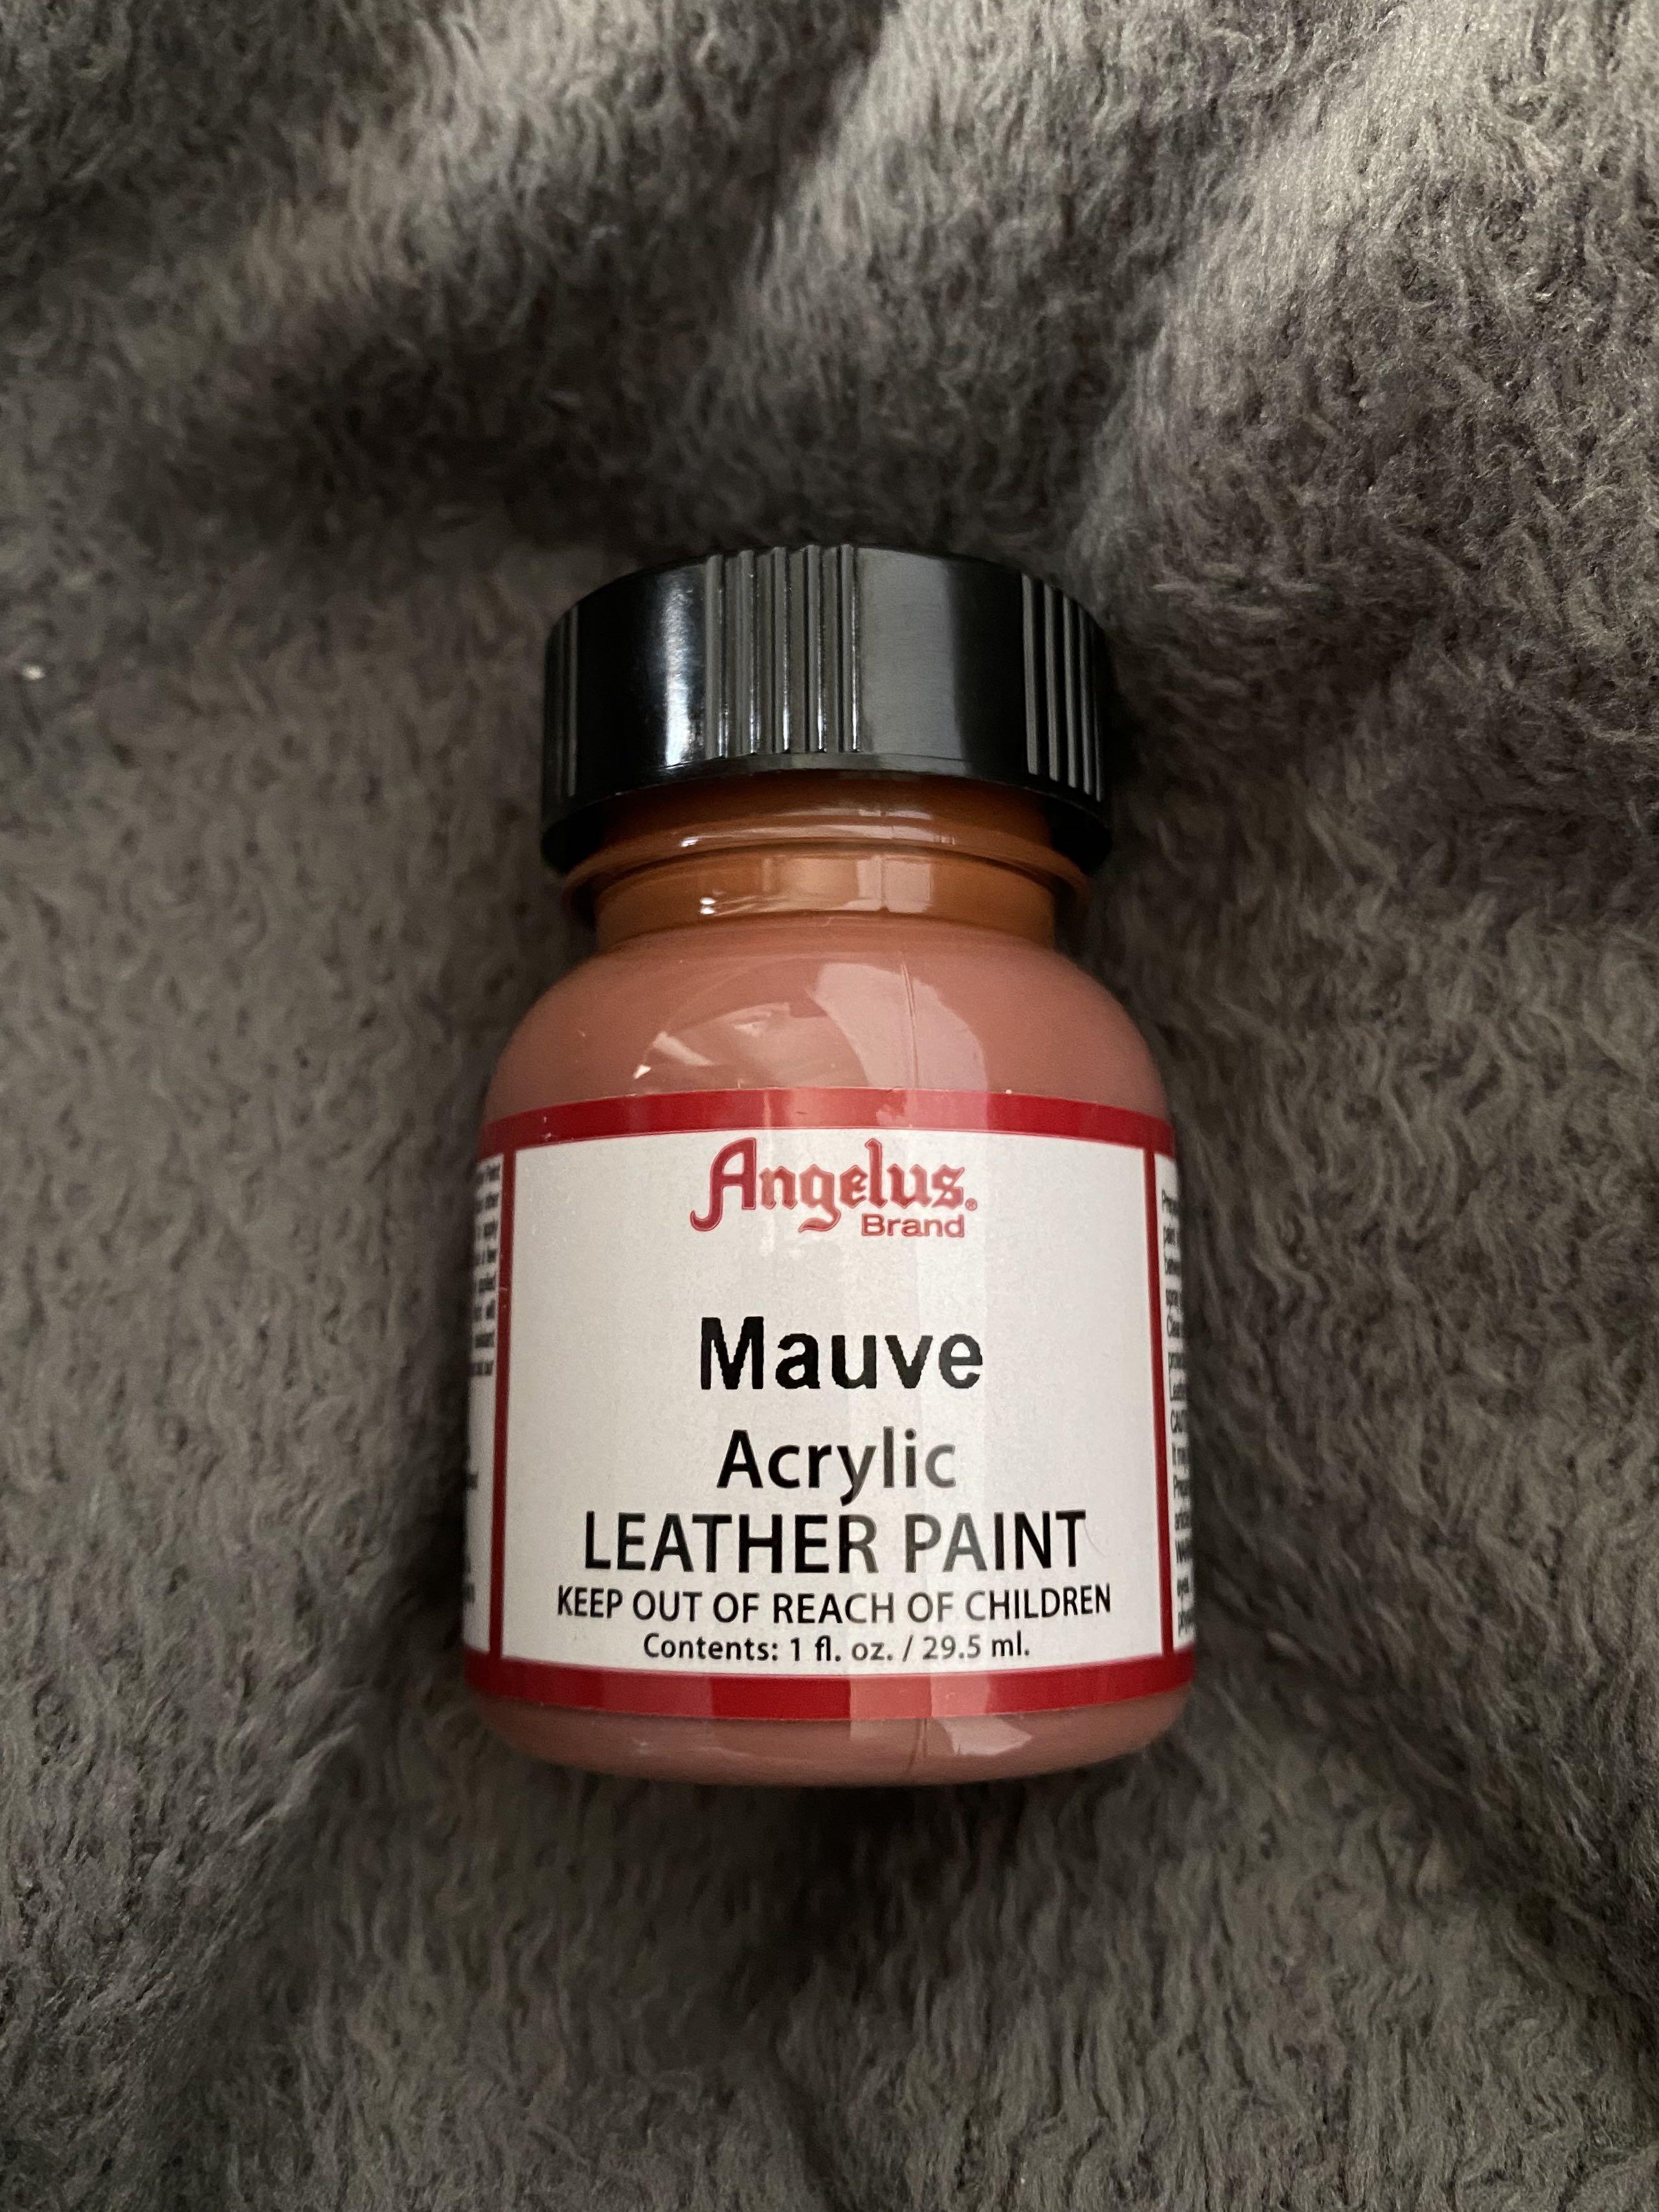 Angelus®
Brand
Mauve
Acrylic
LEATHER PAINT
KEEP OUT OF REACH OF CHILDREN
Contents: 1 fl. oz. / 29.5 ml.